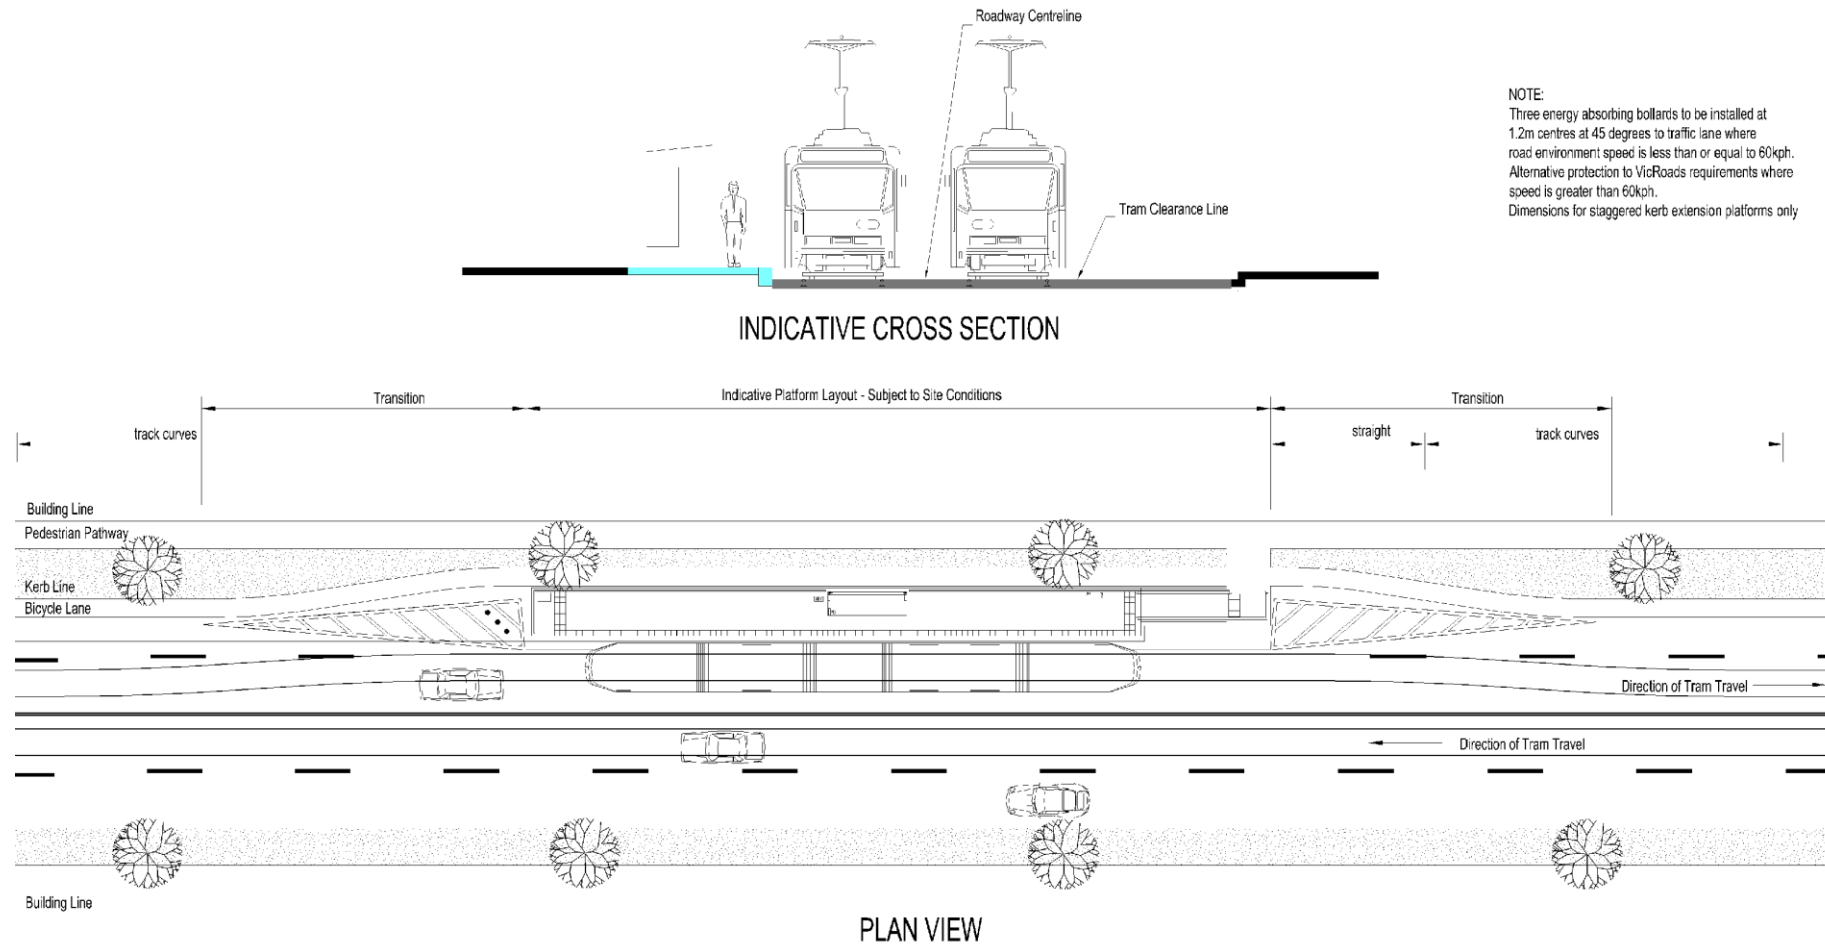 Roadway Centreline
NOTE:
Three energy absorbing bollards to be installed at
1.2m centres at 45 degrees to traffic lane where
road environment speed is less than or equal to 60kph.
Alternative protection to VicRoads requirements where
speed is greater than 60kph.
Dimensions for staggered kerb extension platforms only
Tram Clearance Line
INDICATIVE CROSS SECTION
Transition
Indicative Platform Layout - Subject to Site Conditions
Transition
track curves
straight
track curves
Building Line
Pedestrian Pathway
Kerb Line
Bicycle Lane
Direction of Tram Travel
Direction of Tram Travel
Building Line
PLAN VIEW